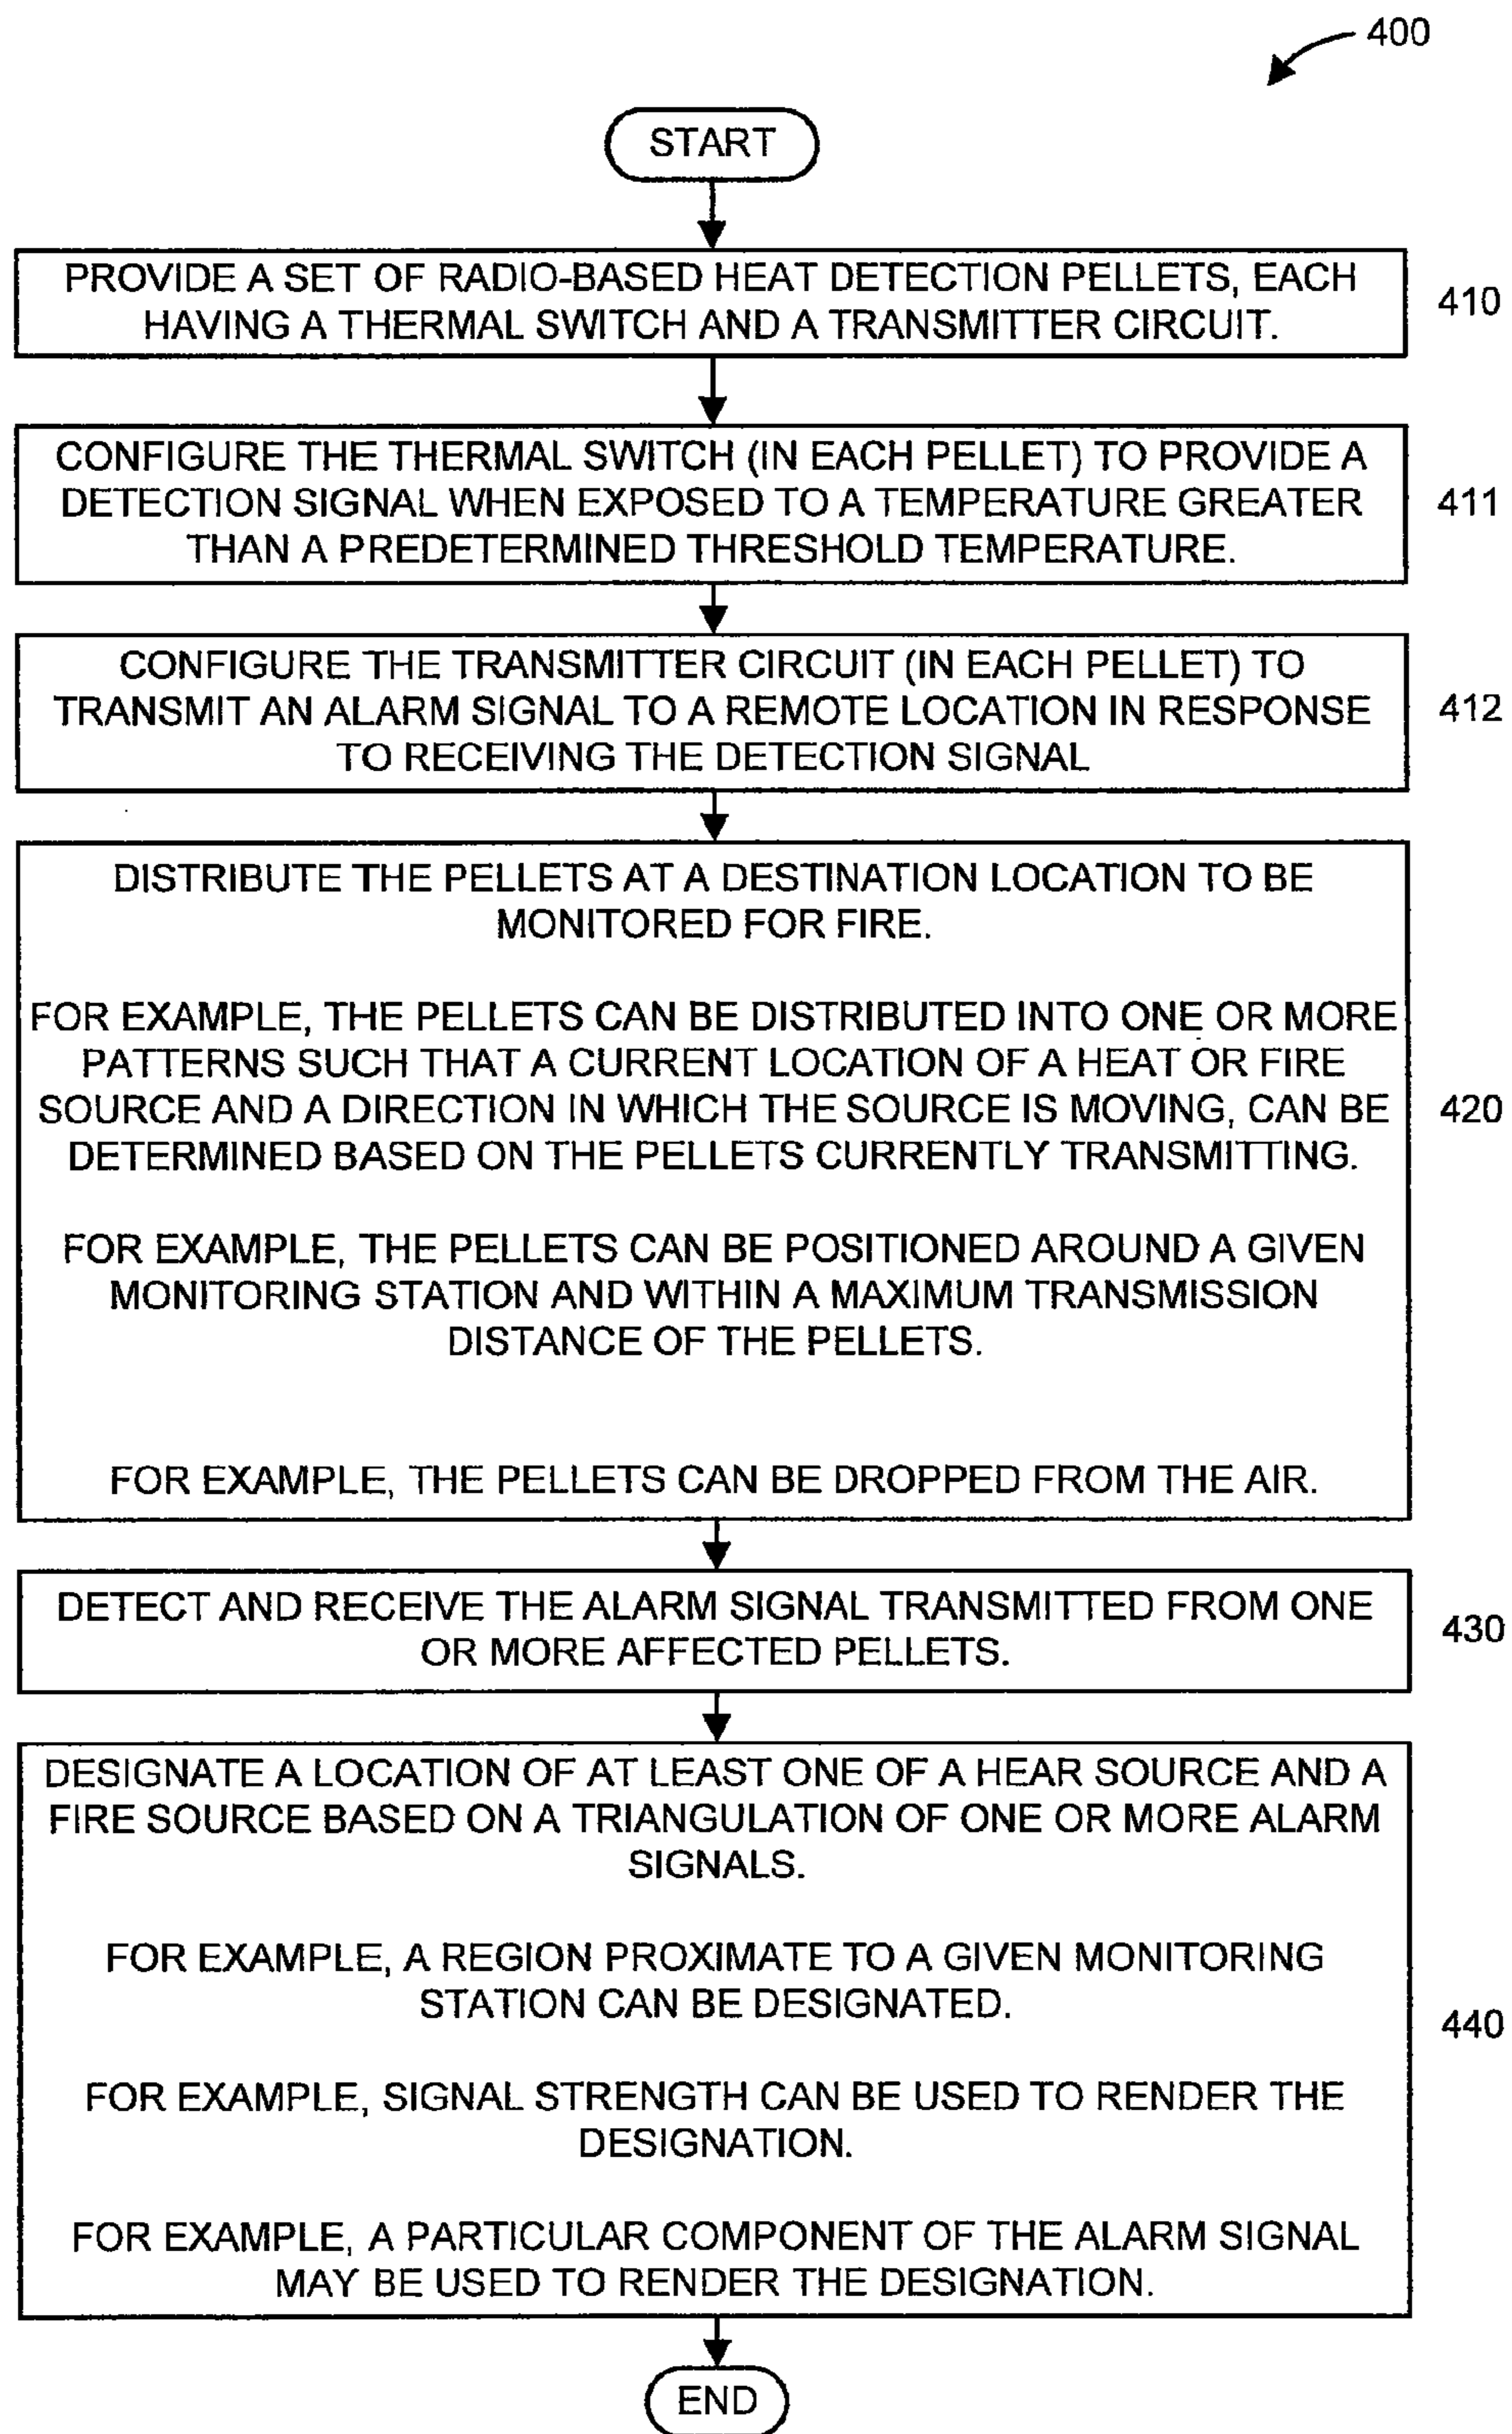 400
START
PROVIDE A SET OF RADIO-BASED HEAT DETECTION PELLETS, EACH
HAVING A THERMAL SWITCH AND A TRANSMITTER CIRCUIT.
410
CONFIGURE THE THERMAL SWITCH (IN EACH PELLET) TO PROVIDE A
DETECTION SIGNAL WHEN EXPOSED TO A TEMPERATURE GREATER
THAN A PREDETERMINED THRESHOLD TEMPERATURE.
411
CONFIGURE THE TRANSMITTER CIRCUIT (IN EACH PELLET) TO
TRANSMIT AN ALARM SIGNAL TO A REMOTE LOCATION IN RESPONSE
TO RECEIVING THE DETECTION SIGNAL
412
DISTRIBUTE THE PELLETS AT A DESTINATION LOCATION TO BE
MONITORED FOR FIRE.
FOR EXAMPLE, THE PELLETS CAN BE DISTRIBUTED INTO ONE OR MORE
PATTERNS SUCH THAT A CURRENT LOCATION OF A HEAT OR FIRE
SOURCE AND A DIRECTION IN WHICH THE SOURCE IS MOVING, CAN BE
DETERMINED BASED ON THE PELLETS CURRENTLY TRANSMITTING.
FOR EXAMPLE, THE PELLETS CAN BE POSITIONED AROUND A GIVEN
MONITORING STATION AND WITHIN A MAXIMUM TRANSMISSION
DISTANCE OF THE PELLETS.
FOR EXAMPLE, THE PELLETS CAN BE DROPPED FROM THE AIR.
420
DETECT AND RECEIVE THE ALARM SIGNAL TRANSMITTED FROM ONE
OR MORE AFFECTED PELLETS.
430
DESIGNATE A LOCATION OF AT LEAST ONE OF A HEAR SOURCE AND A
FIRE SOURCE BASED ON A TRIANGULATION OF ONE OR MORE ALARM
SIGNALS.
FOR EXAMPLE, A REGION PROXIMATE TO A GIVEN MONITORING
STATION CAN BE DESIGNATED.
FOR EXAMPLE, SIGNAL STRENGTH CAN BE USED TO RENDER THE
DESIGNATION.
FOR EXAMPLE, A PARTICULAR COMPONENT OF THE ALARM SIGNAL
MAY BE USED TO RENDER THE DESIGNATION.
440
END